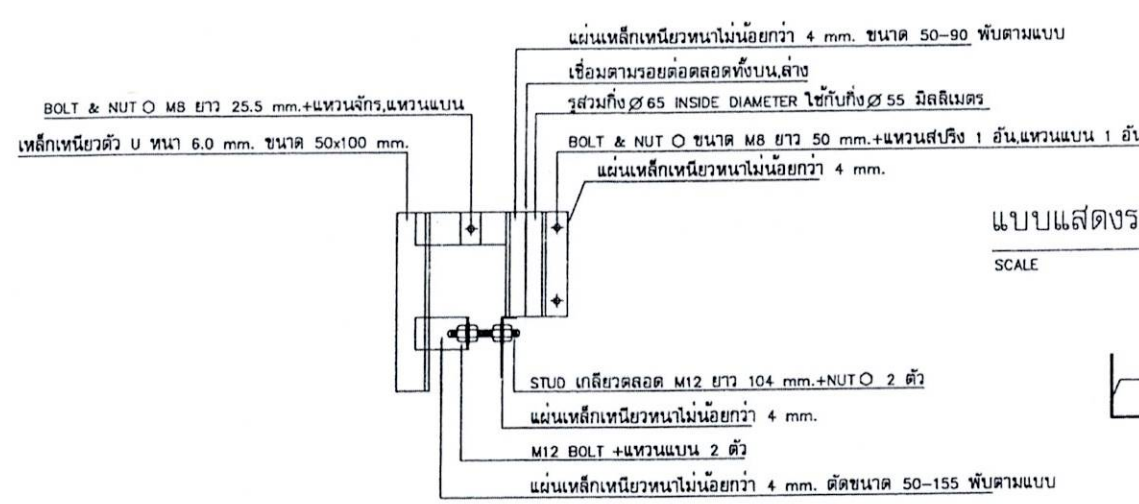 แผ่นเหล็กเหนียวหนาไม่น้อยกว่า 4 mm. ขนาด 50-90 พับตามแบบ
เชื่อมตามรอยต่อตลอดทั้งบน,ล่าง
BOLT & NUT ⬡ M8 ยาว 25.5 mm.+แหวนจักร,แหวนแบน
รูสวมกิ่ง Ø 65 INSIDE DIAMETER ใช้กับกิ่ง Ø 55 มิลลิเมตร
เหล็กเหนียวตัว U หนา 6.0 mm. ขนาด 50x100 mm.
BOLT & NUT ⬡ ขนาด M8 ยาว 50 mm.+แหวนสปริง 1 อัน,แหวนแบน 1 อัน
แผ่นเหล็กเหนียวหนาไม่น้อยกว่า 4 mm.
แบบแสดงร
SCALE
STUD เกลียวตลอด M12 ยาว 104 mm.+NUT ⬡ 2 ตัว
แผ่นเหล็กเหนียวหนาไม่น้อยกว่า 4 mm.
M12 BOLT +แหวนแบน 2 ตัว
แผ่นเหล็กเหนียวหนาไม่น้อยกว่า 4 mm. ตัดขนาด 50-155 พับตามแบบ